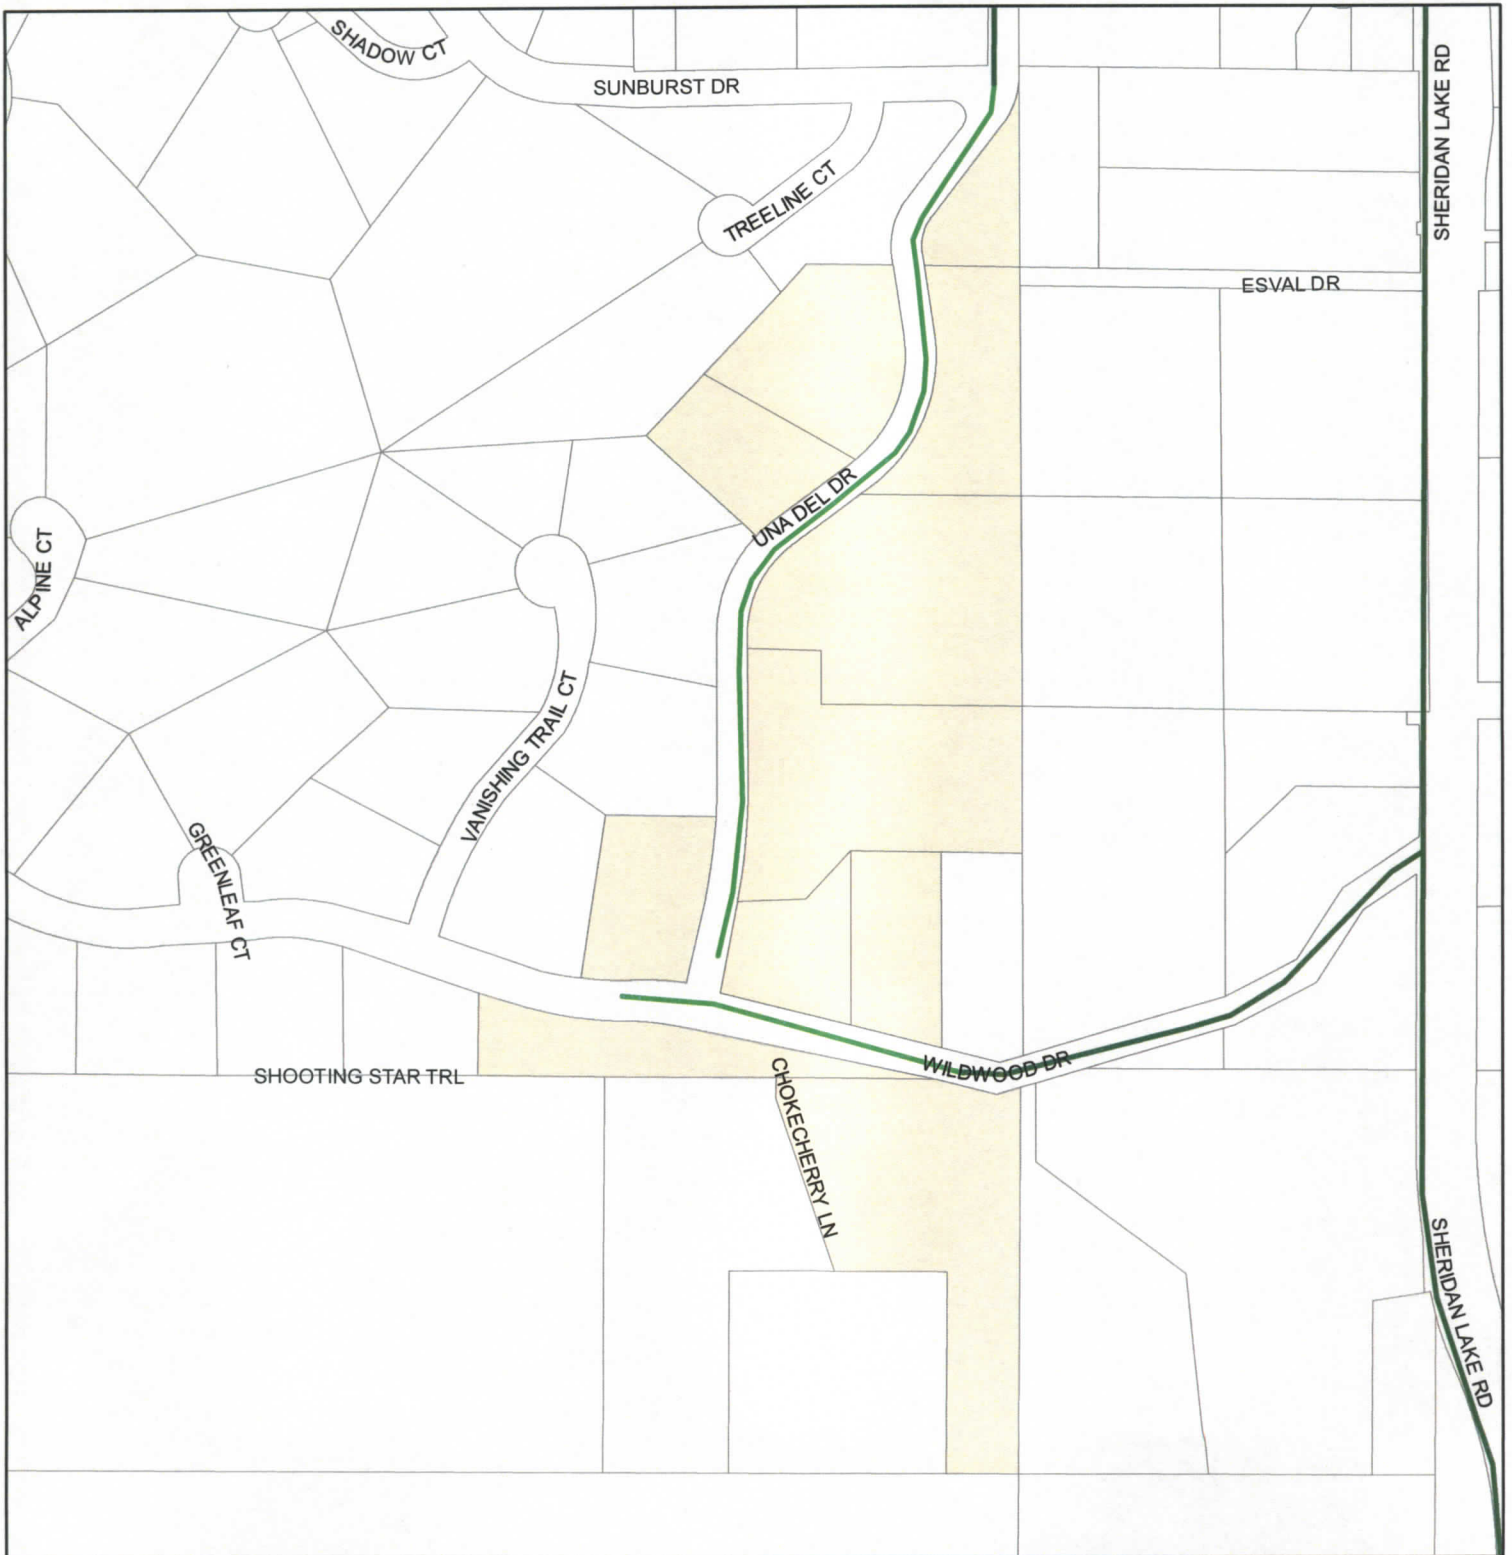 SHADOW CT
SUNBURST DR
SHERIDAN LAKE RD
TREELINE CT
ESVAL DR
UNA DEL DR
ALPINE CT
VANISHING TRAIL CT
GREENLEAF CT
WILDWOOD DR
SHOOTING STAR TRL
CHOKECHERRY LN
SHERIDAN LAKE RD